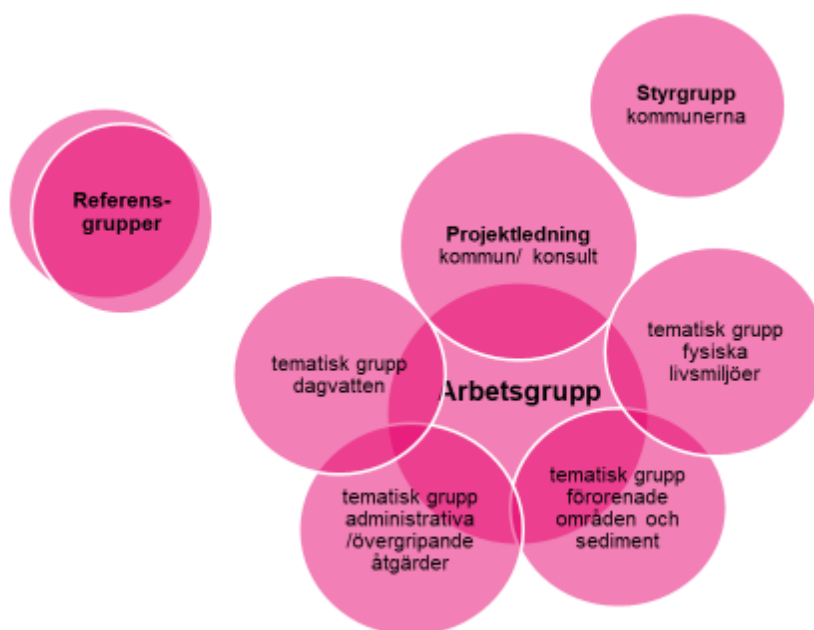 Styrgrupp
kommunerna
Referens-
grupper
Projektledning
kommun/ konsult
tematisk grupp
fysiska
livsmiljöer
tematisk grupp
dagvatten
Arbetsgrupp
tematisk grupp
förorenade
områden och
sediment
tematisk grupp
administrativa
/övergripande
åtgärder